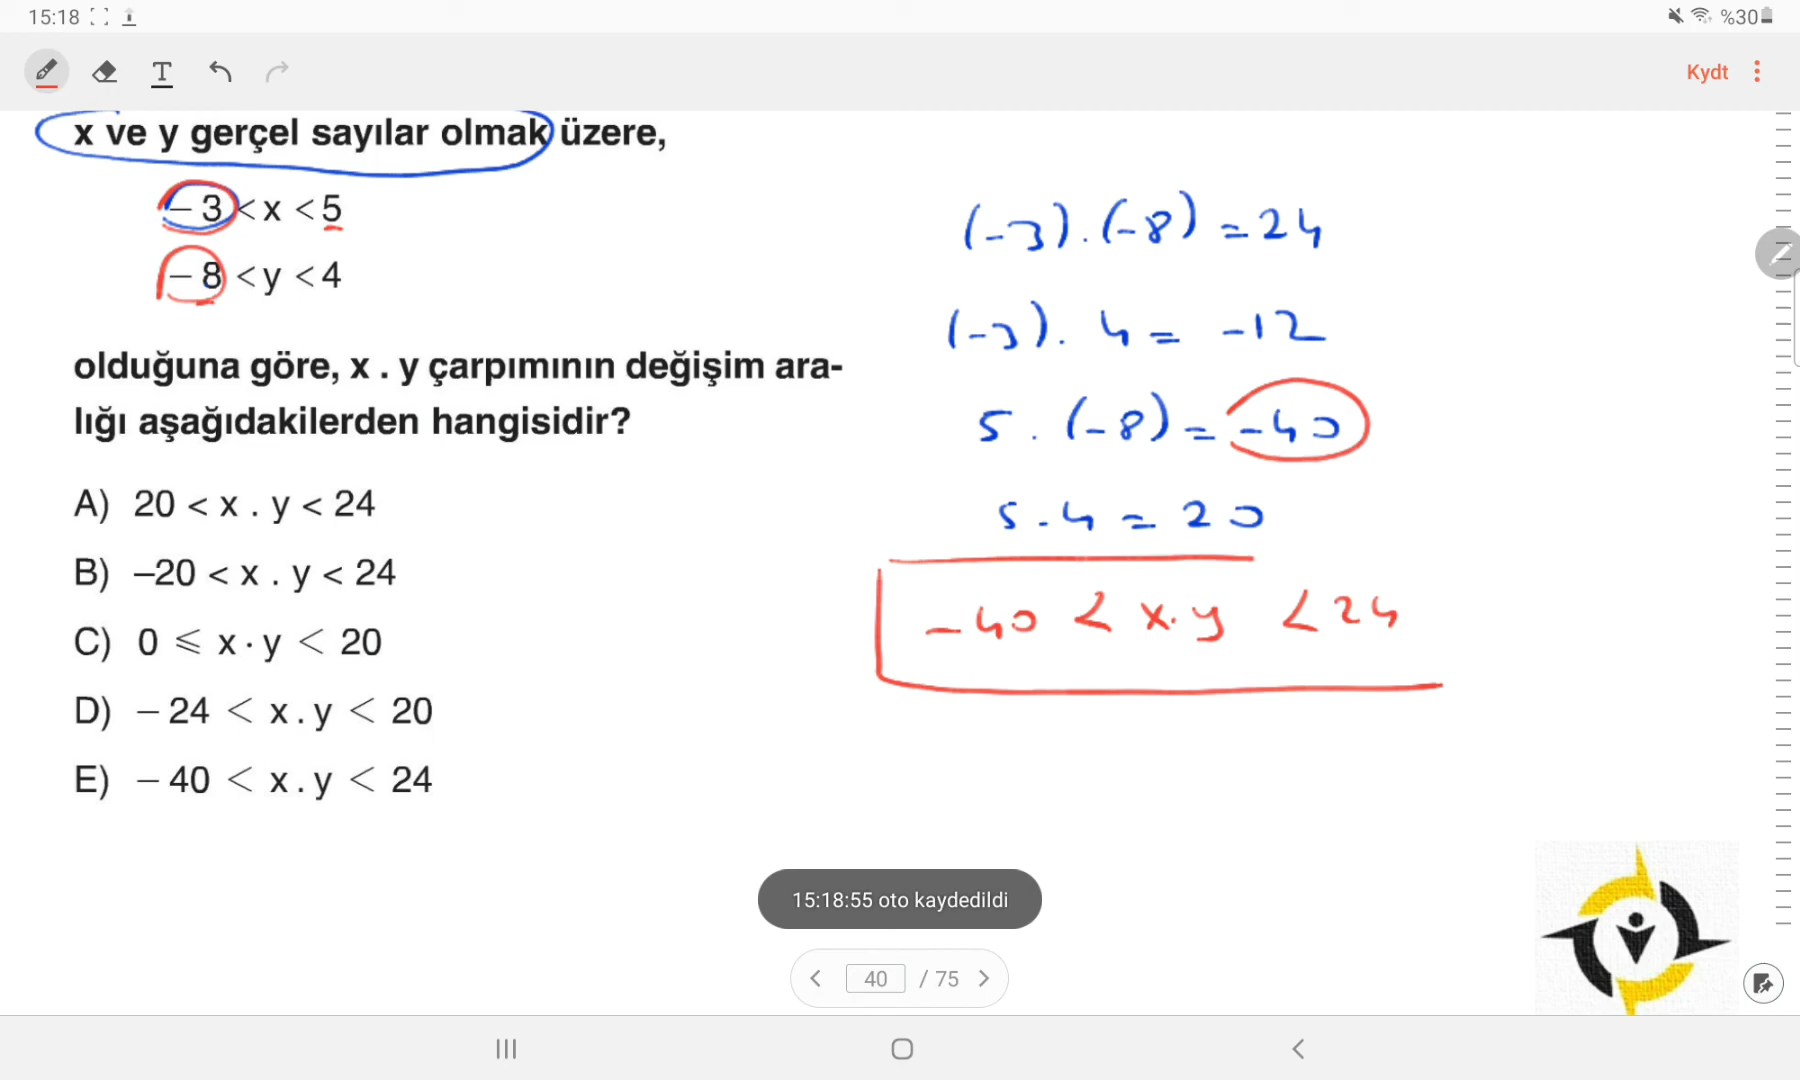 15:18
%30
T
Kydt
x ve y gerçel sayılar olmak üzere,
– 3 < x < 5
– 8 < y < 4
olduğuna göre, x . y çarpımının değişim ara-
lığı aşağıdakilerden hangisidir?
A) 20 < x . y < 24
B) –20 < x . y < 24
C) 0 ⩽ x · y < 20
D) – 24 < x . y < 20
E) – 40 < x . y < 24
(-3).(-8) = 24
(-3). 4 = -12
5 . (-8) = -40
5 . 4 = 20
-40 < x.y < 24
15:18:55 oto kaydedildi
40 / 75